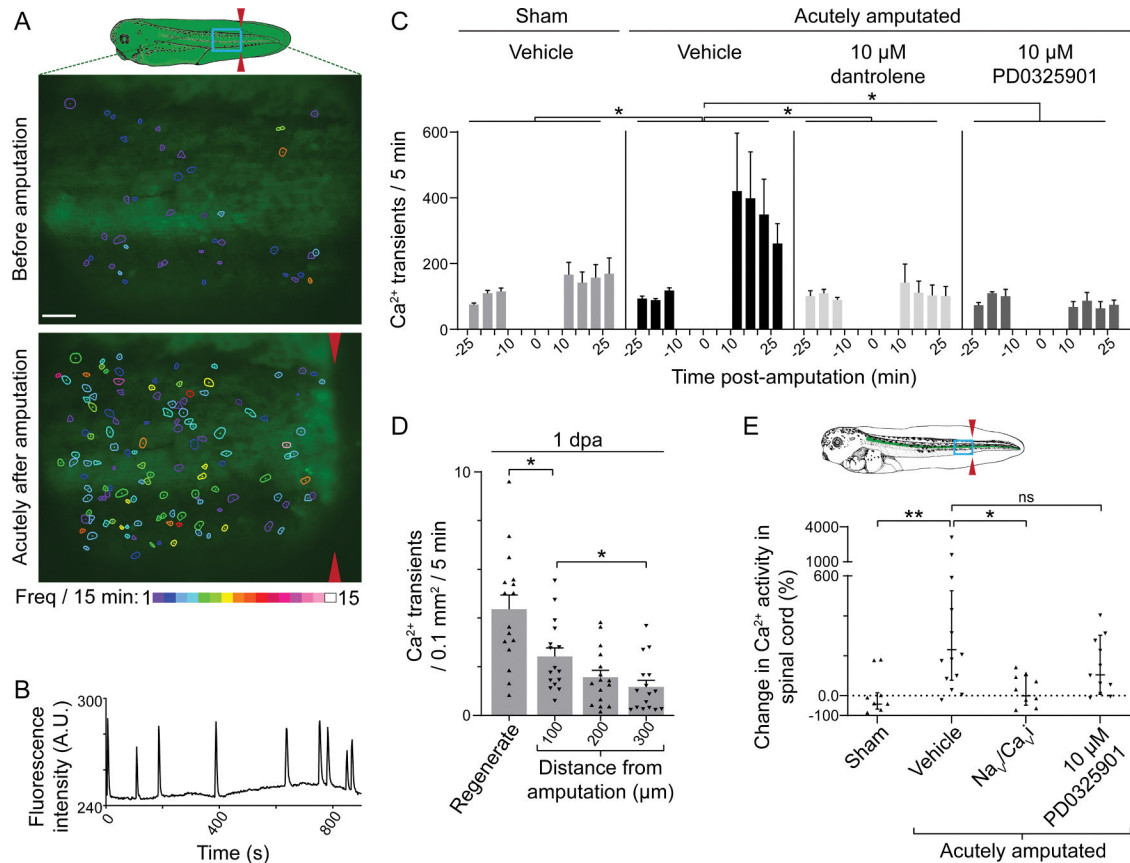 A
Before amputation
Acutely after amputation
Freq / 15 min: 1 15
B
Fluorescence
intensity (A.U.)
300
240
0
400
800
Time (s)
C
Sham
Acutely amputated
Vehicle
Vehicle
10 µM
dantrolene
10 µM
PD0325901
*
*
*
Ca²⁺ transients / 5 min
600
400
200
0
-25 -10 0 10 25 -25 -10 0 10 25 -25 -10 0 10 25 -25 -10 0 10 25
Time post-amputation (min)
D
1 dpa
*
*
Ca²⁺ transients
/ 0.1 mm² / 5 min
10
0
Regenerate
100
200
300
Distance from
amputation (µm)
E
ns
**
*
Change in Ca²⁺ activity in
spinal cord (%)
4000
1000
600
0.0
-100
Sham
Vehicle
Naᵥ/Caᵥi
10 µM
PD0325901
Acutely amputated